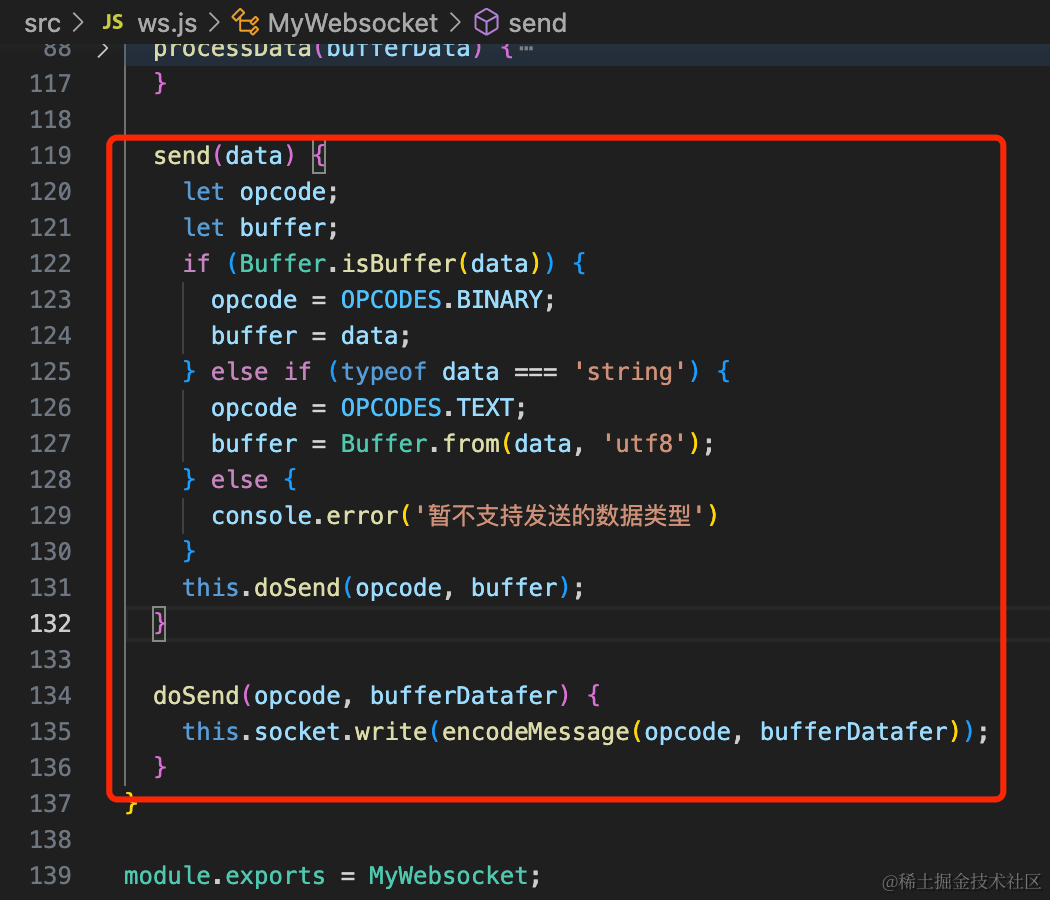 src > JS ws.js > MyWebsocket > send
88 > processData(bufferData) {⋯
117 }
118
119 send(data) {
120 let opcode;
121 let buffer;
122 if (Buffer.isBuffer(data)) {
123 opcode = OPCODES.BINARY;
124 buffer = data;
125 } else if (typeof data === 'string') {
126 opcode = OPCODES.TEXT;
127 buffer = Buffer.from(data, 'utf8');
128 } else {
129 console.error('暂不支持发送的数据类型')
130 }
131 this.doSend(opcode, buffer);
132 }
133
134 doSend(opcode, bufferDatafer) {
135 this.socket.write(encodeMessage(opcode, bufferDatafer));
136 }
137 }
138
139 module.exports = MyWebsocket;
@稀土掘金技术社区